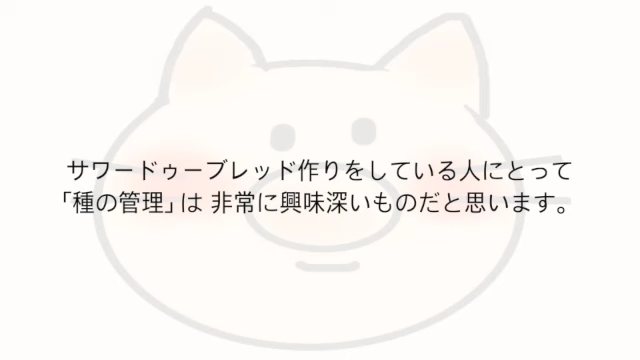 サワードゥーブレッド作りをしている人にとって
「種の管理」は 非常に興味深いものだと思います。